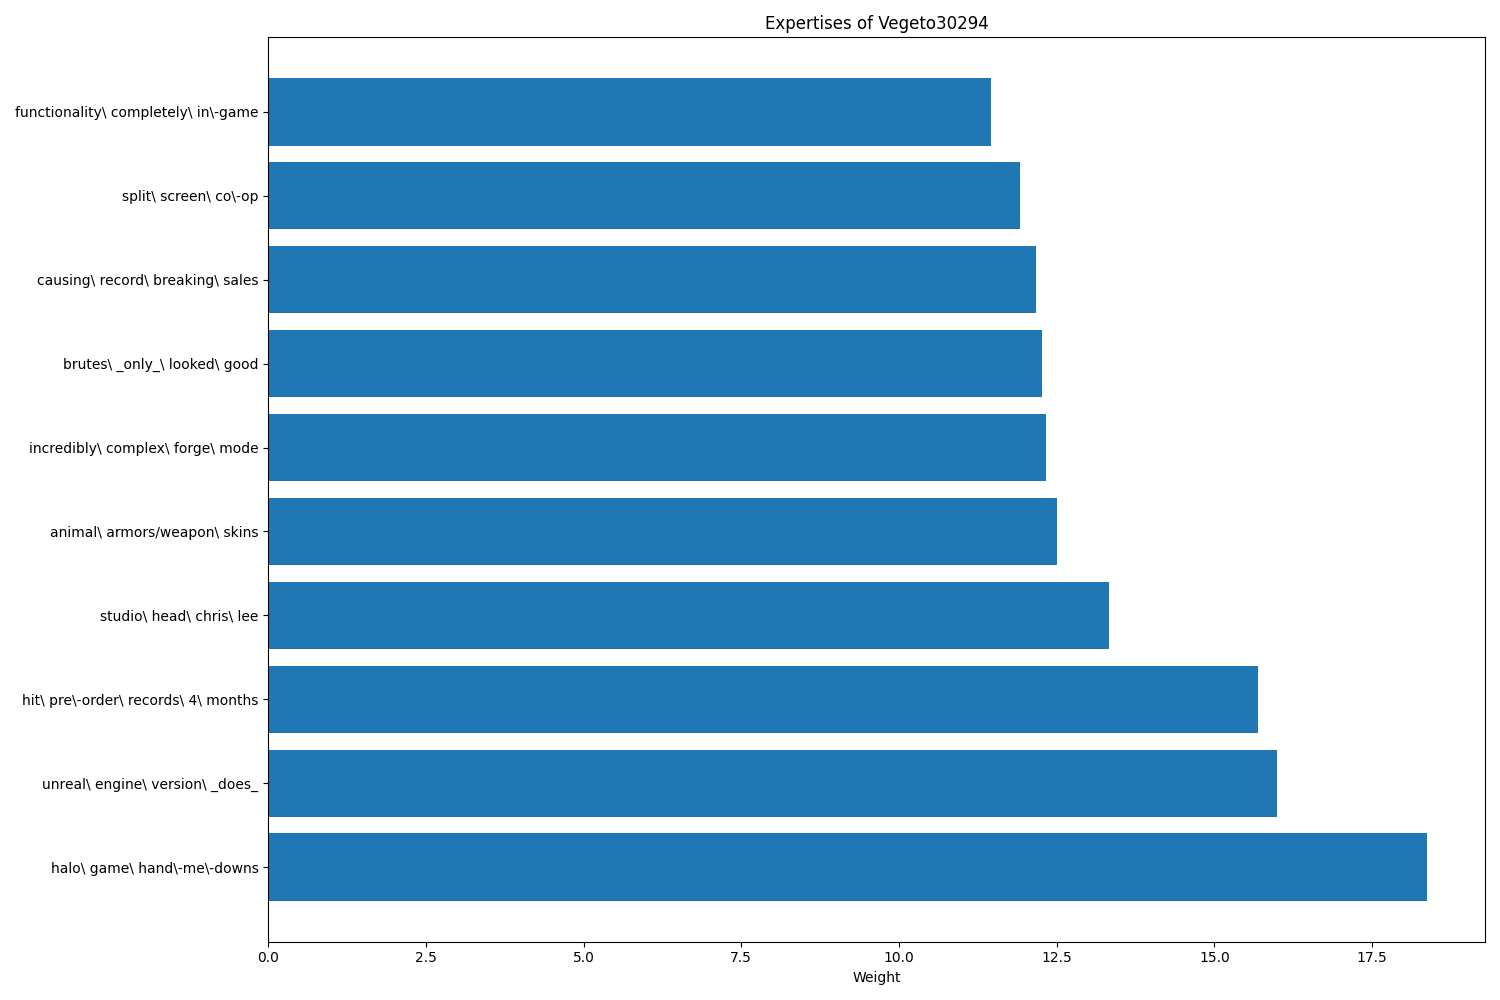 Expertises of Vegeto30294
functionality\ completely\ in\-game
split\ screen\ co\-op
causing\ record\ breaking\ sales
brutes\ _only_\ looked\ good
incredibly\ complex\ forge\ mode
animal\ armors/weapon\ skins
studio\ head\ chris\ lee
hit\ pre\-order\ records\ 4\ months
unreal\ engine\ version\ _does_
halo\ game\ hand\-me\-downs
0.0 2.5 5.0 7.5 10.0 12.5 15.0 17.5
Weight